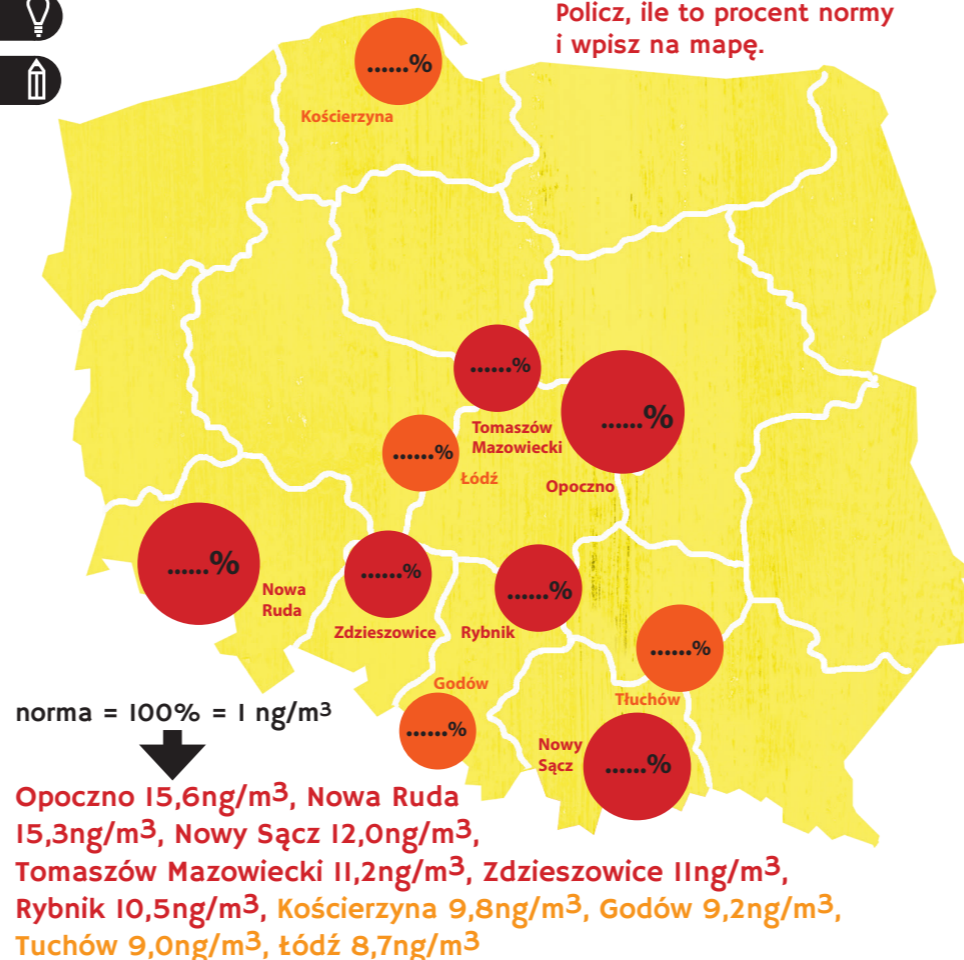 Policz, ile to procent normy
i wpisz na mapę.
......%
Kościerzyna
......%
Tomaszów
Mazowiecki
......%
Opoczno
......%
Łódź
......%
Nowa
Ruda
......%
Zdzieszowice
......%
Rybnik
......%
Tłuchów
Godów
......%
Nowy
Sącz
......%
norma = 100% = 1 ng/m³
Opoczno 15,6ng/m³, Nowa Ruda
15,3ng/m³, Nowy Sącz 12,0ng/m³,
Tomaszów Mazowiecki 11,2ng/m³, Zdzieszowice 11ng/m³,
Rybnik 10,5ng/m³, Kościerzyna 9,8ng/m³, Godów 9,2ng/m³,
Tuchów 9,0ng/m³, Łódź 8,7ng/m³